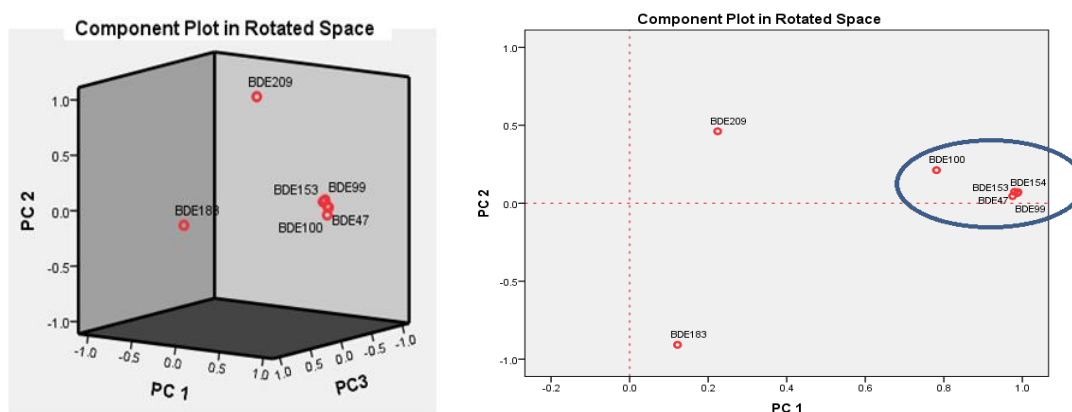 Component Plot in Rotated Space
BDE209
BDE153
BDE99
BDE183
BDE100
BDE47
1.0
0.5
0.0
-0.5
-1.0
PC 2
-1.0
-0.5
0.0
0.5
1.0
PC 1
1.0
0.5
0.0
-0.5
-1.0
PC3
Component Plot in Rotated Space
1.0
0.5
0.0
-0.5
-1.0
PC 2
BDE209
BDE100
BDE153
BDE154
BDE47
BDE99
BDE183
-0.2
0.0
0.2
0.4
0.6
0.8
1.0
PC 1